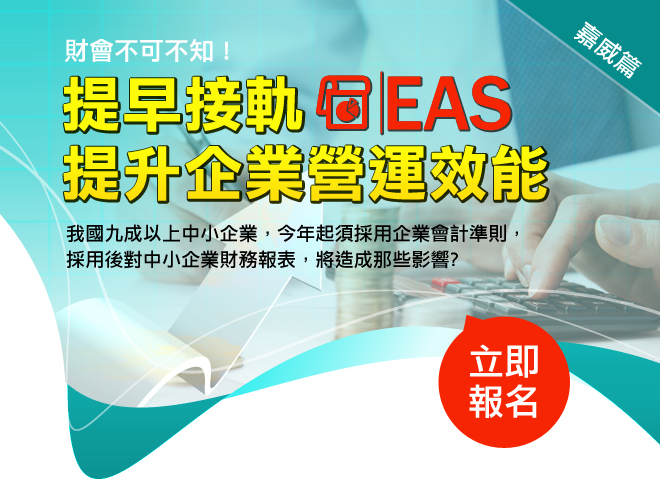 嘉威篇
財會不可不知！
提早接軌 EAS
提升企業營運效能
我國九成以上中小企業，今年起須採用企業會計準則，
採用後對中小企業財務報表，將造成那些影響?
立即
報名